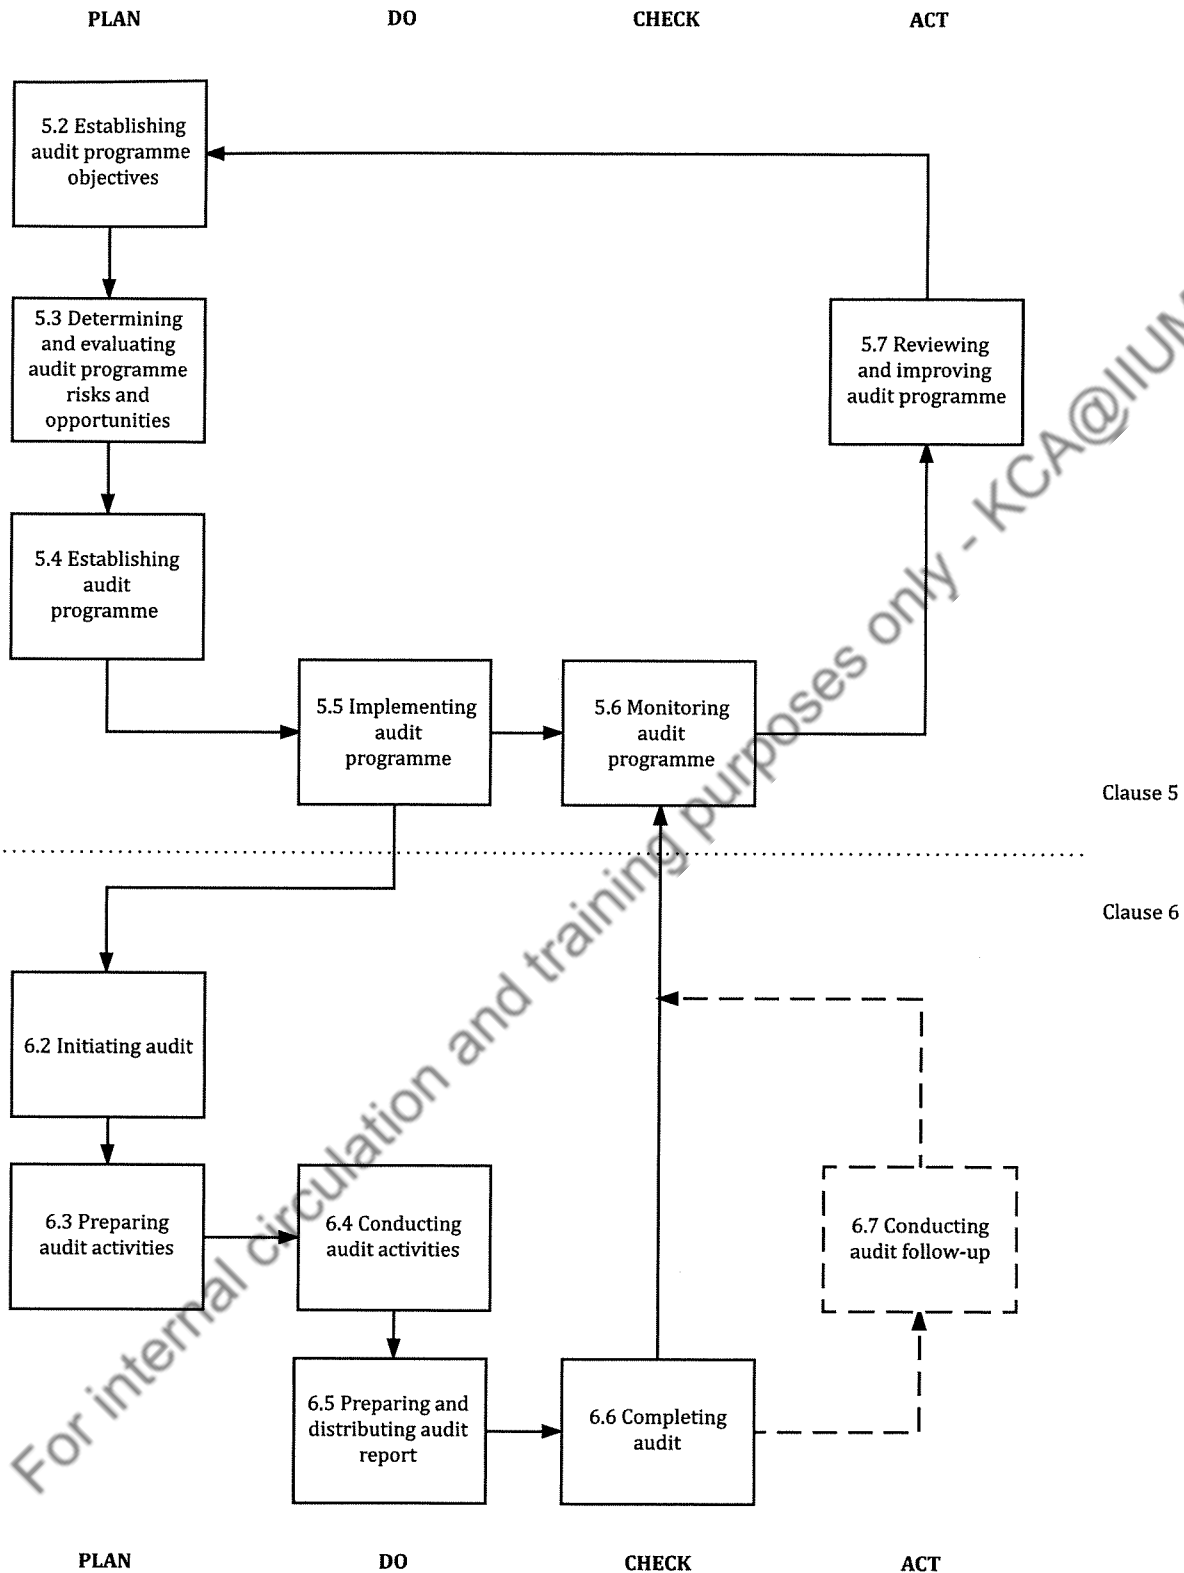 PLAN
DO
CHECK
ACT
5.2 Establishing
audit programme
objectives
5.3 Determining
and evaluating
audit programme
risks and
opportunities
5.7 Reviewing
and improving
audit programme
5.4 Establishing
audit
programme
5.5 Implementing
audit
programme
5.6 Monitoring
audit
programme
Clause 5
Clause 6
6.2 Initiating audit
6.3 Preparing
audit activities
6.4 Conducting
audit activities
6.7 Conducting
audit follow-up
6.5 Preparing and
distributing audit
report
6.6 Completing
audit
For internal circulation and training purposes only - KCA@IIUM
PLAN
DO
CHECK
ACT